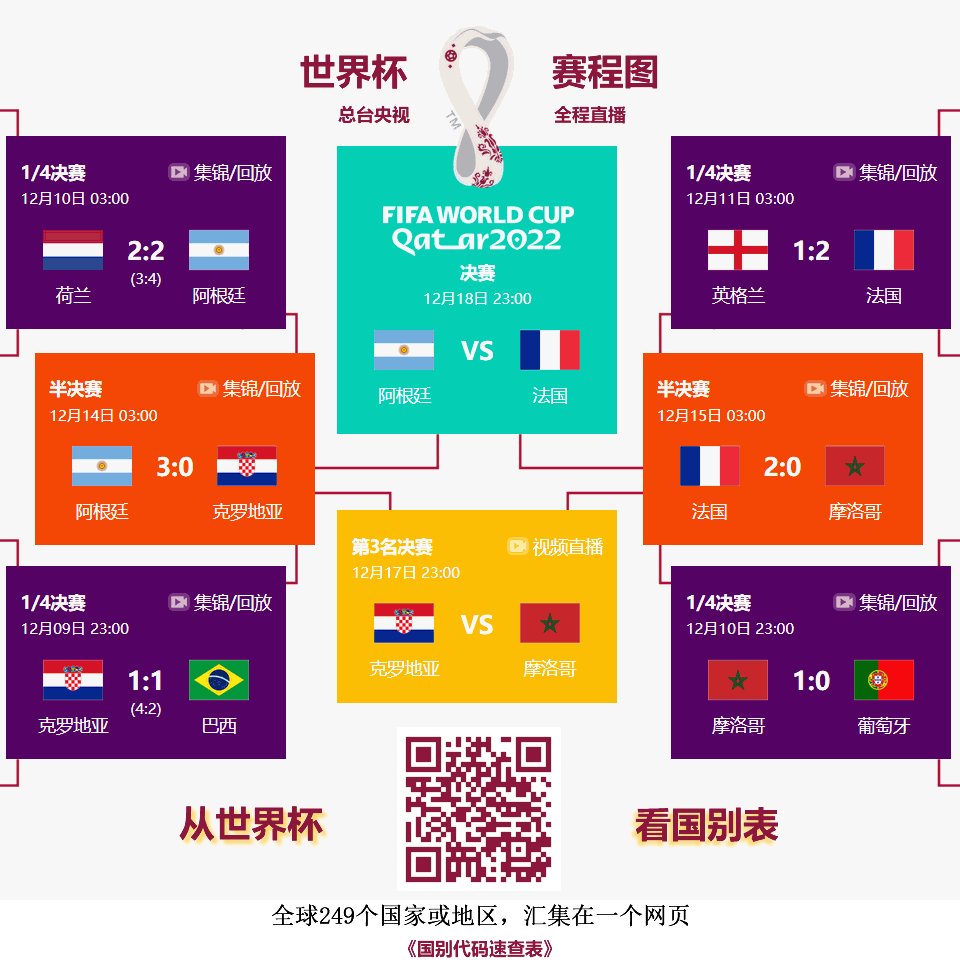 世界杯 赛程图
总台央视 全程直播
TM
1/4决赛 集锦/回放
12月10日 03:00
2:2
(3:4)
荷兰 阿根廷
FIFA WORLD CUP
Qatar2022
决赛
12月18日 23:00
VS
阿根廷 法国
1/4决赛 集锦/回放
12月11日 03:00
1:2
英格兰 法国
半决赛 集锦/回放
12月14日 03:00
3:0
阿根廷 克罗地亚
半决赛 集锦/回放
12月15日 03:00
2:0
法国 摩洛哥
第3名决赛 视频直播
12月17日 23:00
VS
克罗地亚 摩洛哥
1/4决赛 集锦/回放
12月09日 23:00
1:1
(4:2)
克罗地亚 巴西
1/4决赛 集锦/回放
12月10日 23:00
1:0
摩洛哥 葡萄牙
从世界杯 看国别表
全球249个国家或地区，汇集在一个网页
《国别代码速查表》